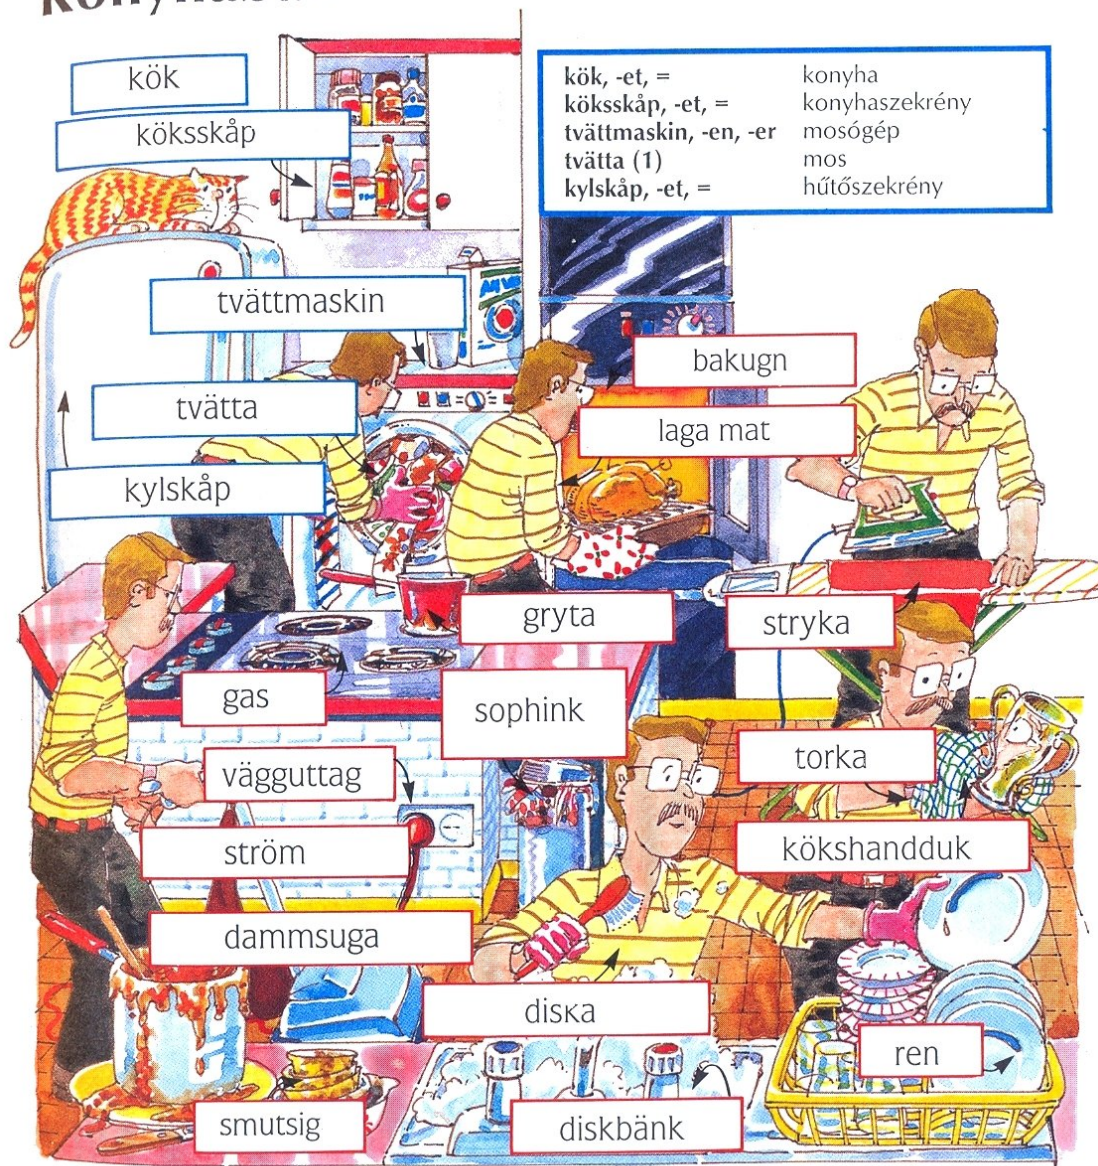 kök
köksskåp
kök, -et, = konyha
köksskåp, -et, = konyhaszekrény
tvättmaskin, -en, -er mosógép
tvätta (1) mos
kylskåp, -et, = hűtőszekrény
tvättmaskin
bakugn
tvätta
laga mat
kylskåp
gryta
stryka
gas
sophink
vägguttag
torka
ström
kökshandduk
dammsuga
diska
ren
smutsig
diskbänk